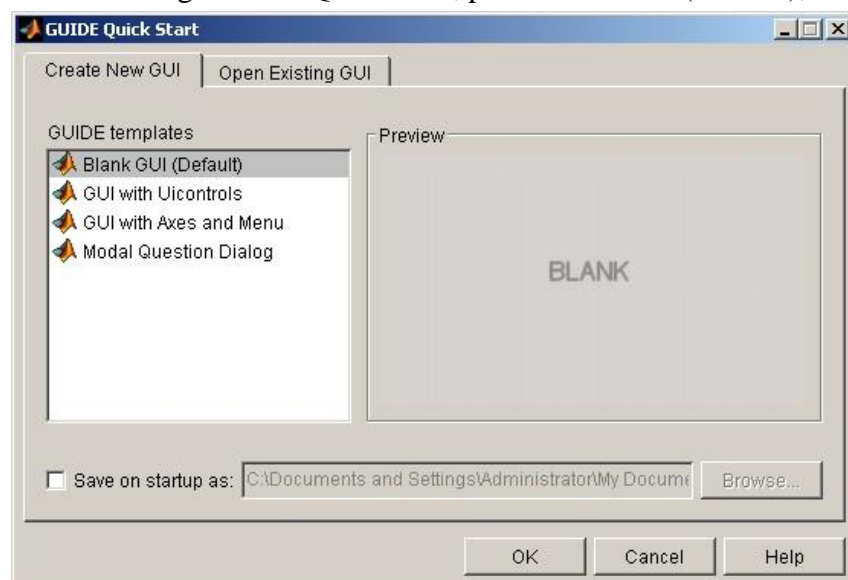 GUIDE Quick Start
Create New GUI
Open Existing GUI
GUIDE templates
Preview
Blank GUI (Default)
GUI with Uicontrols
GUI with Axes and Menu
Modal Question Dialog
BLANK
Save on startup as: C:\Documents and Settings\Administrator\My Docume
Browse...
OK
Cancel
Help